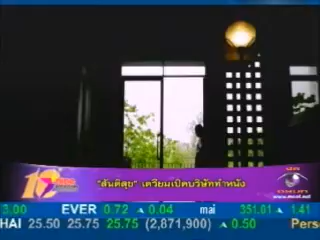 "สันติสุข" เตรียมเปิดบริษัททำหนัง
3.00 EVER 0.72 ▲ 0.04 mai 351.01 ▲ 1.41
HAI 25.50 25.75 25.75 (2,871,900) ▲ 0.50 Pers